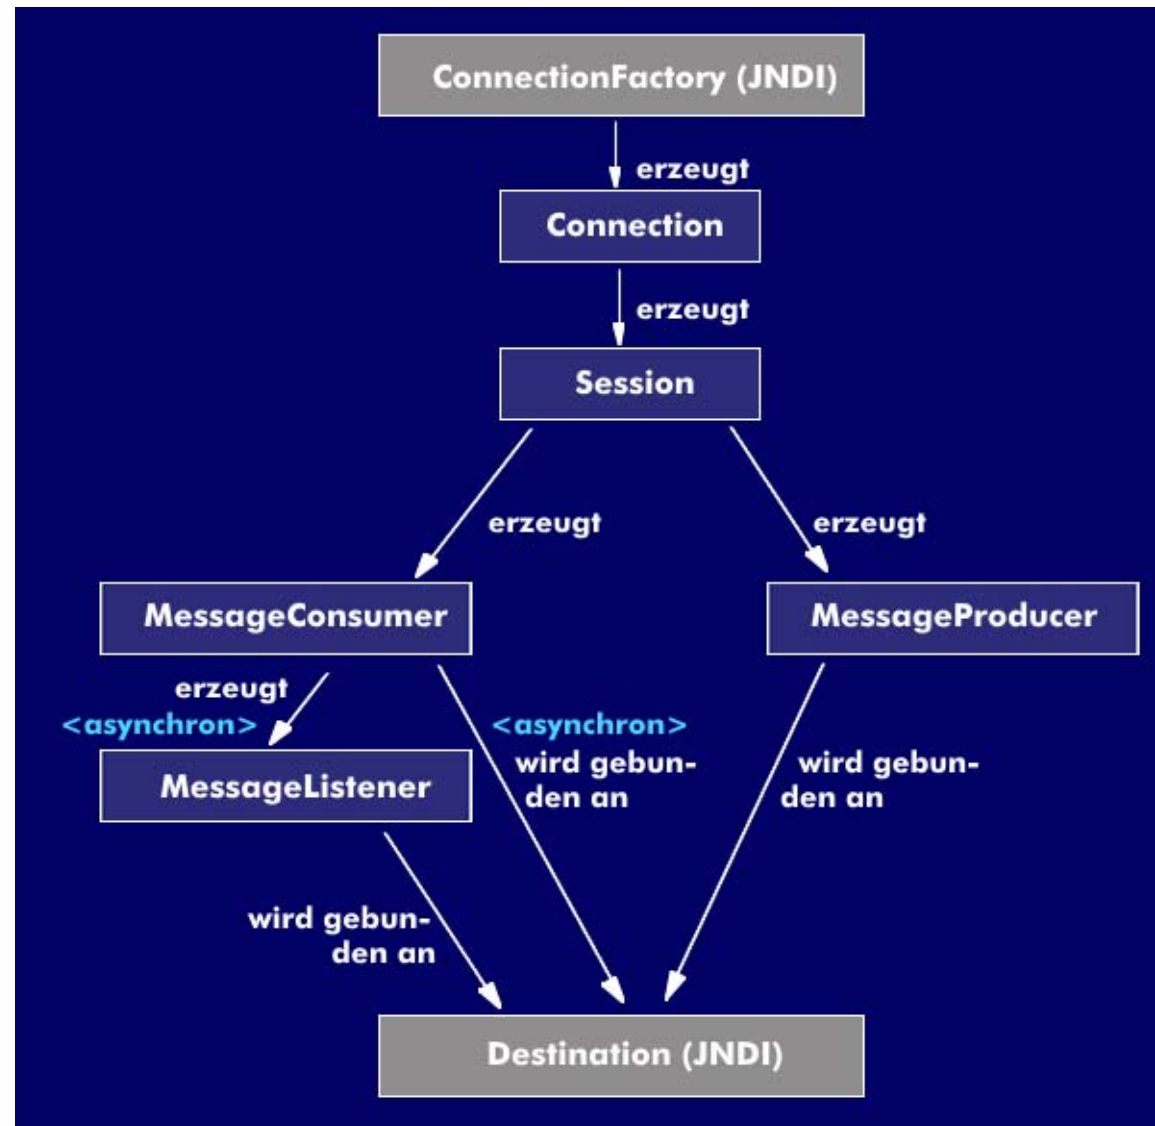 ConnectionFactory (JNDI)
erzeugt
Connection
erzeugt
Session
erzeugt
erzeugt
MessageConsumer
MessageProducer
erzeugt
<asynchron>
<asynchron>
wird gebun-
den an
wird gebun-
den an
MessageListener
wird gebun-
den an
Destination (JNDI)